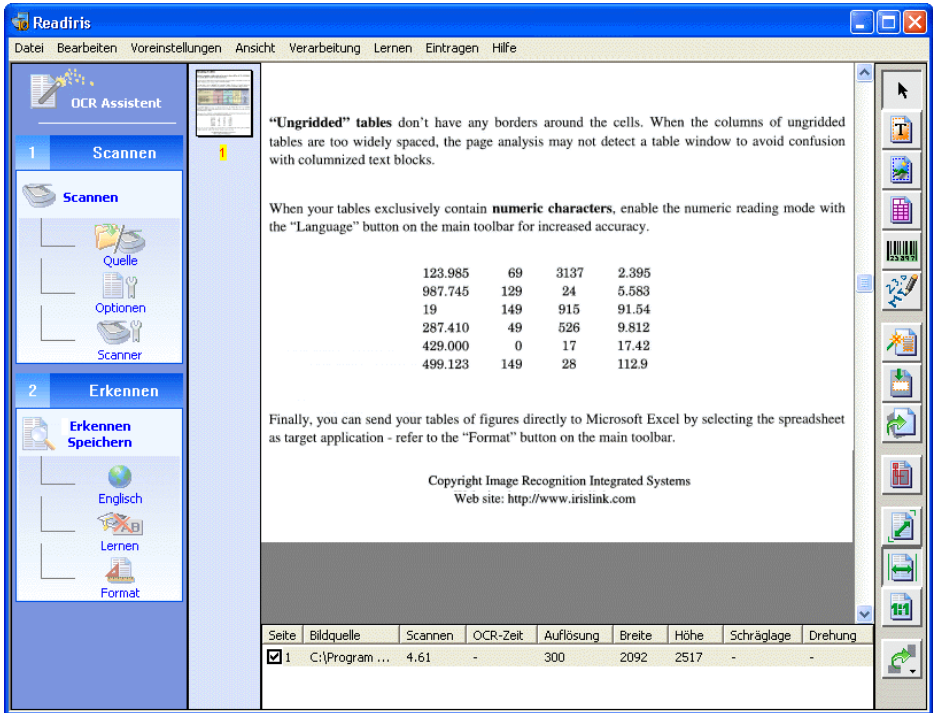 Readiris
Datei Bearbeiten Voreinstellungen Ansicht Verarbeitung Lernen Eintragen Hilfe
OCR Assistent
1 Scannen
Scannen
Quelle
Optionen
Scanner
2 Erkennen
Erkennen
Speichern
Englisch
Lernen
Format
1
“Ungridded” tables don’t have any borders around the cells. When the columns of ungridded
tables are too widely spaced, the page analysis may not detect a table window to avoid confusion
with columnized text blocks.
When your tables exclusively contain numeric characters, enable the numeric reading mode with
the “Language” button on the main toolbar for increased accuracy.
123.985 69 3137 2.395
987.745 129 24 5.583
19 149 915 91.54
287.410 49 526 9.812
429.000 0 17 17.42
499.123 149 28 112.9
Finally, you can send your tables of figures directly to Microsoft Excel by selecting the spreadsheet
as target application - refer to the “Format” button on the main toolbar.
Copyright Image Recognition Integrated Systems
Web site: http://www.irislink.com
Seite Bildquelle Scannen OCR-Zeit Auflösung Breite Höhe Schräglage Drehung
1 C:\Program ... 4.61 - 300 2092 2517 - -
T
1:1